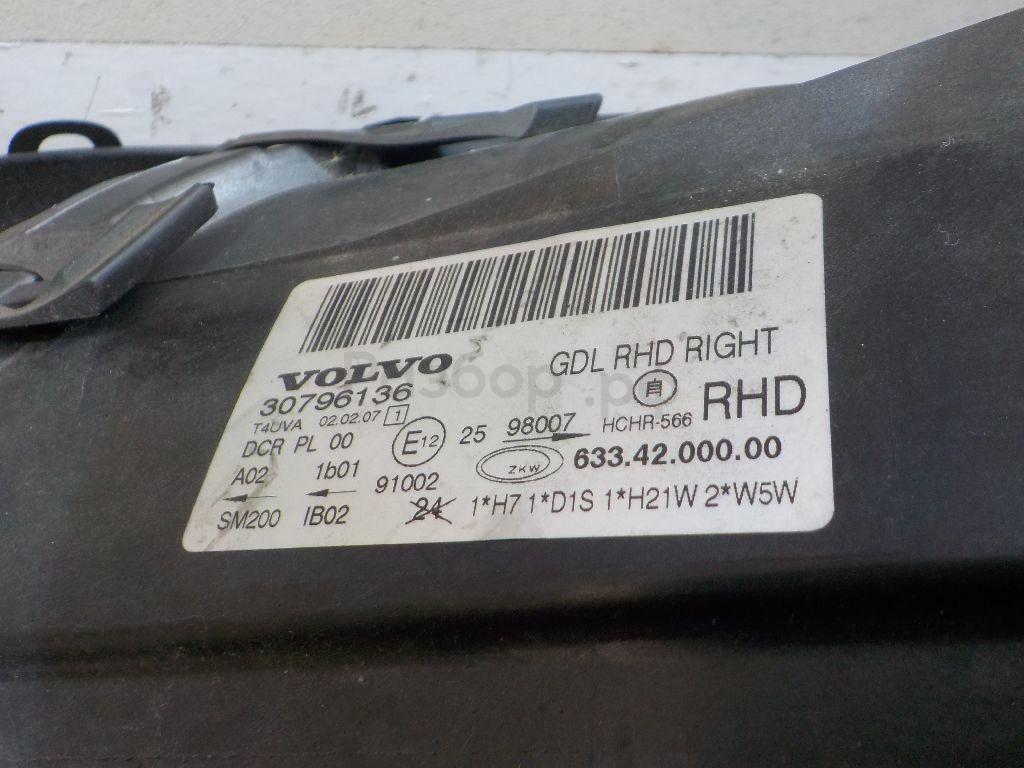 VOLVO GDL RHD RIGHT
30796136 自 RHD
T4UVA 02.02.07 1 HCHR-566
DCR PL 00 E12 25 98007
A02 1b01 91002 ZKW 633.42.000.00
SM200 IB02 24 1*H7 1*D1S 1*H21W 2*W5W